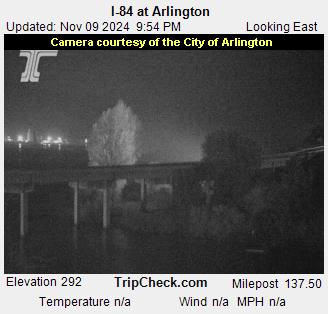 I-84 at Arlington
Updated: Nov 09 2024 9:54 PM Looking East
Camera courtesy of the City of Arlington
Elevation 292 TripCheck.com Milepost 137.50
Temperature n/a Wind n/a MPH n/a